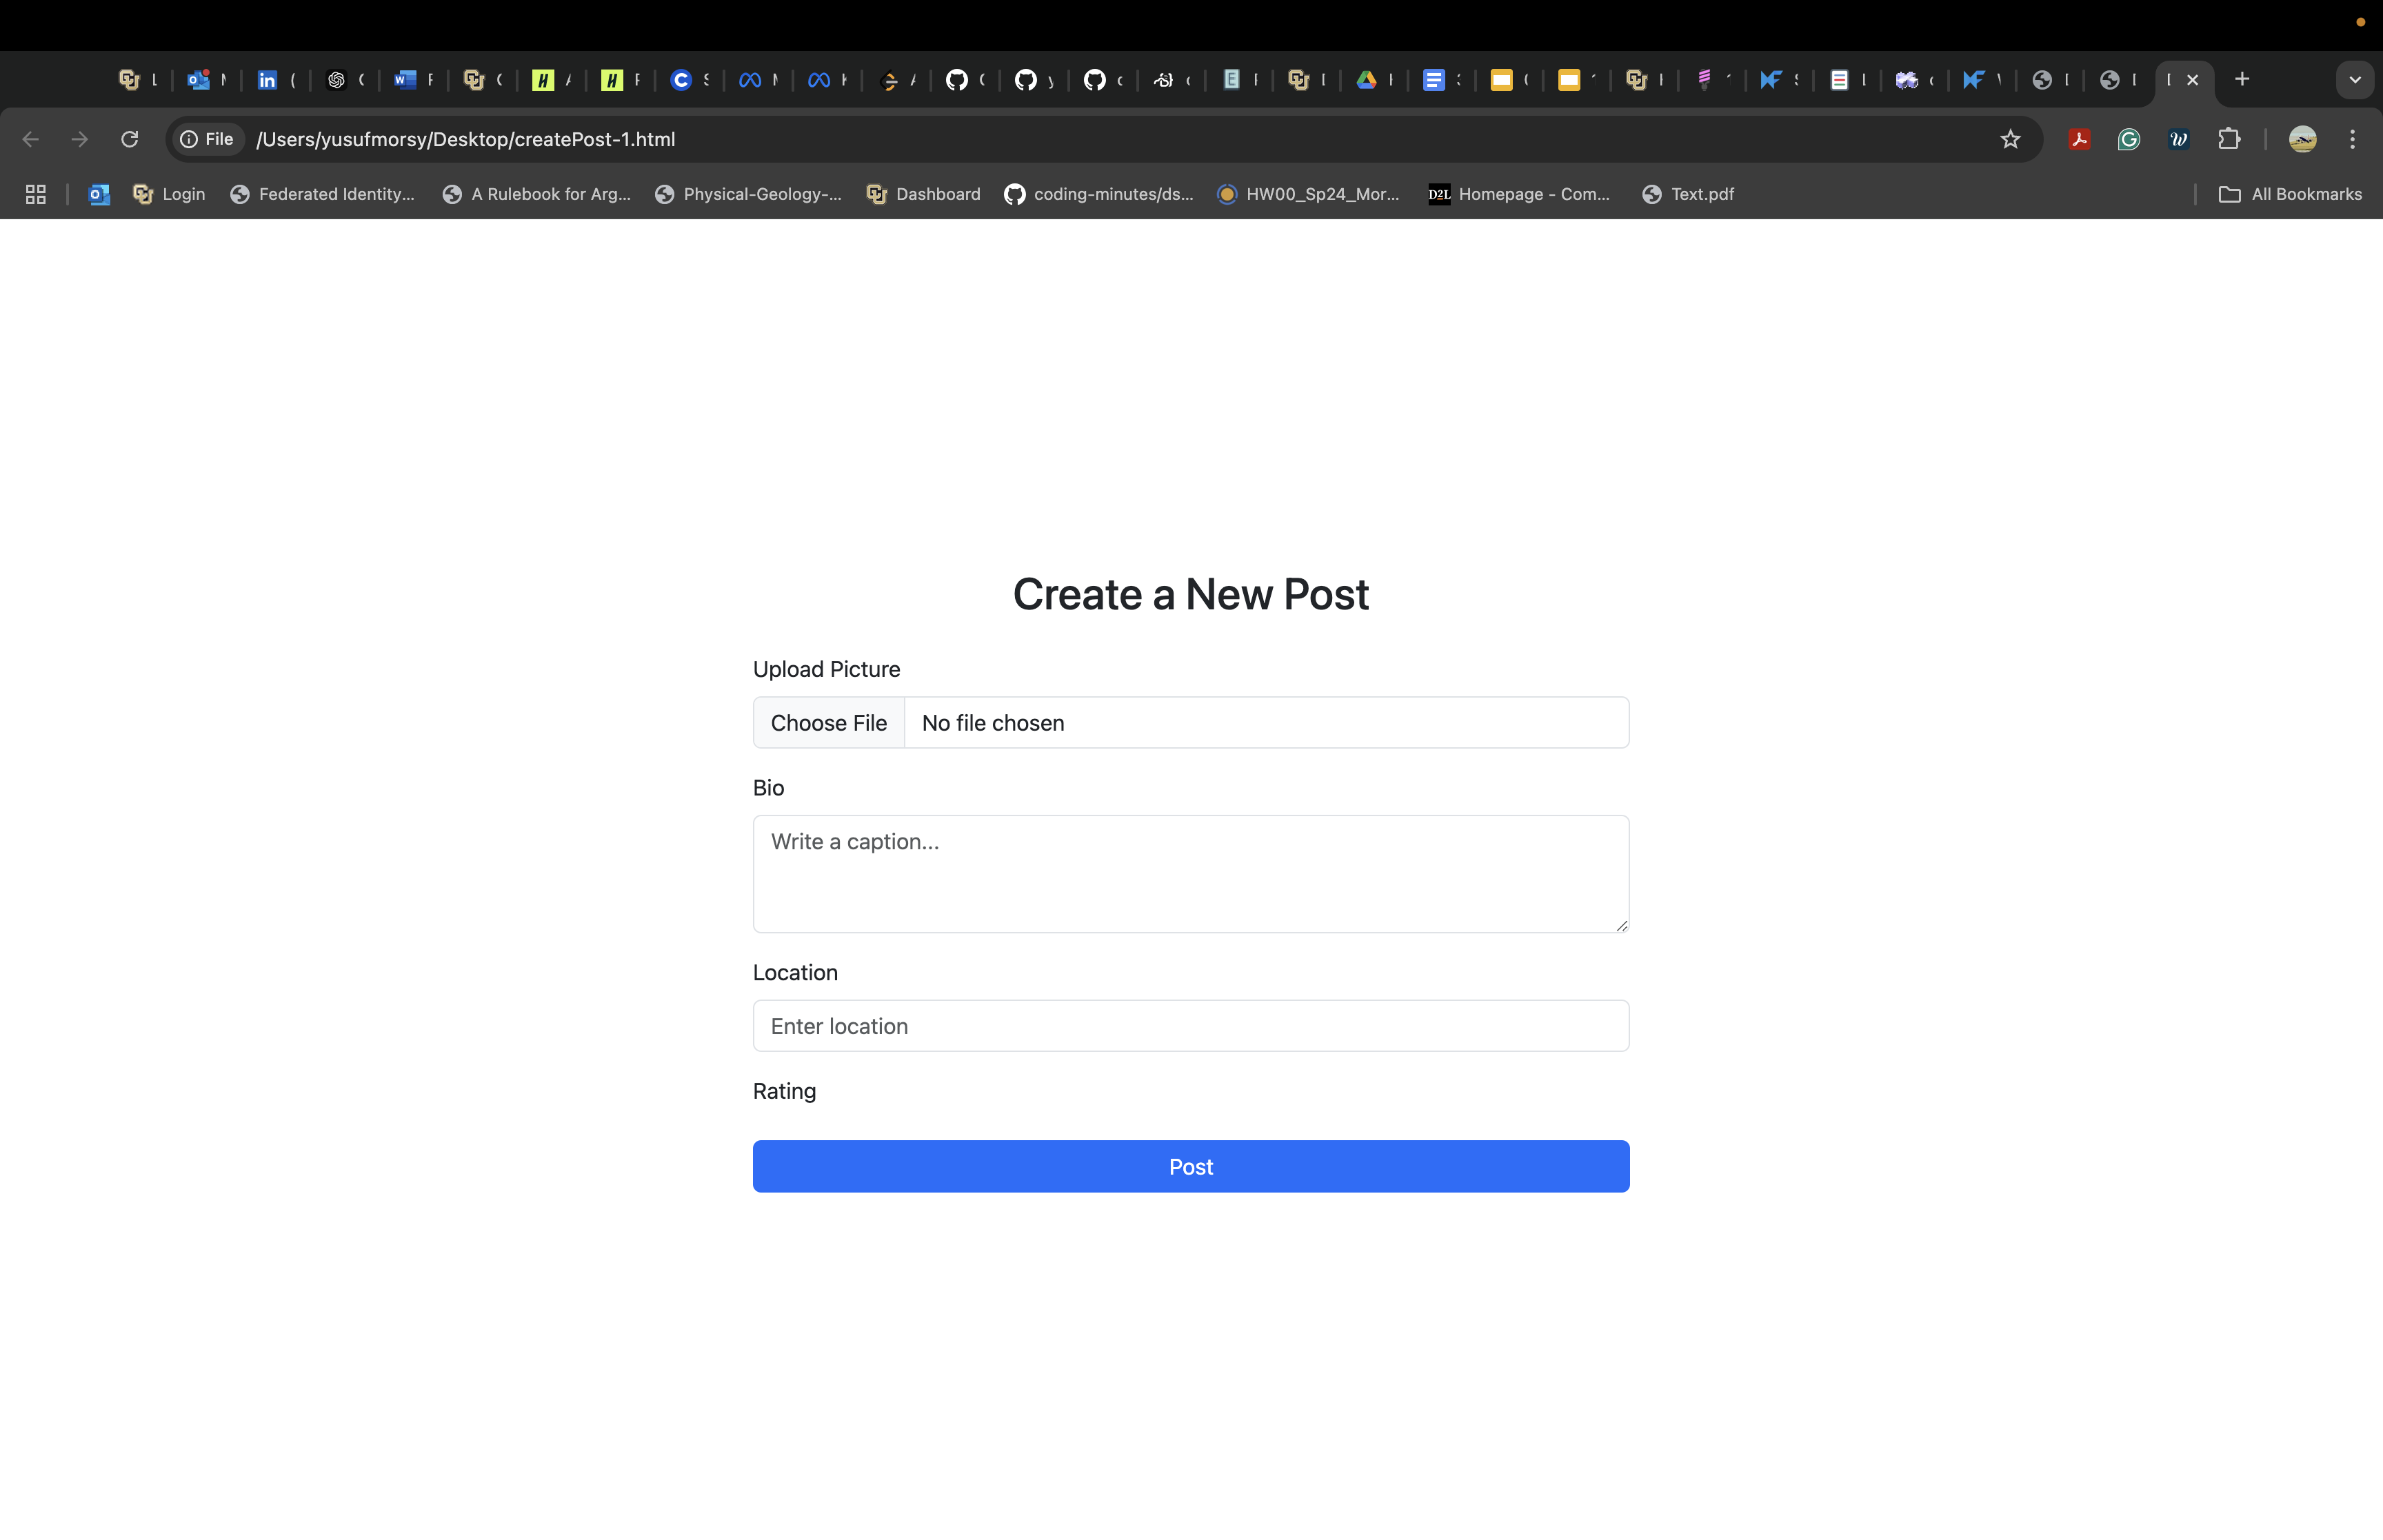 File /Users/yusufmorsy/Desktop/createPost-1.html
Login Federated Identity... A Rulebook for Arg... Physical-Geology-... Dashboard coding-minutes/ds... HW00_Sp24_Mor... D2L Homepage - Com... Text.pdf All Bookmarks
Create a New Post
Upload Picture
Choose File No file chosen
Bio
Write a caption...
Location
Enter location
Rating
Post